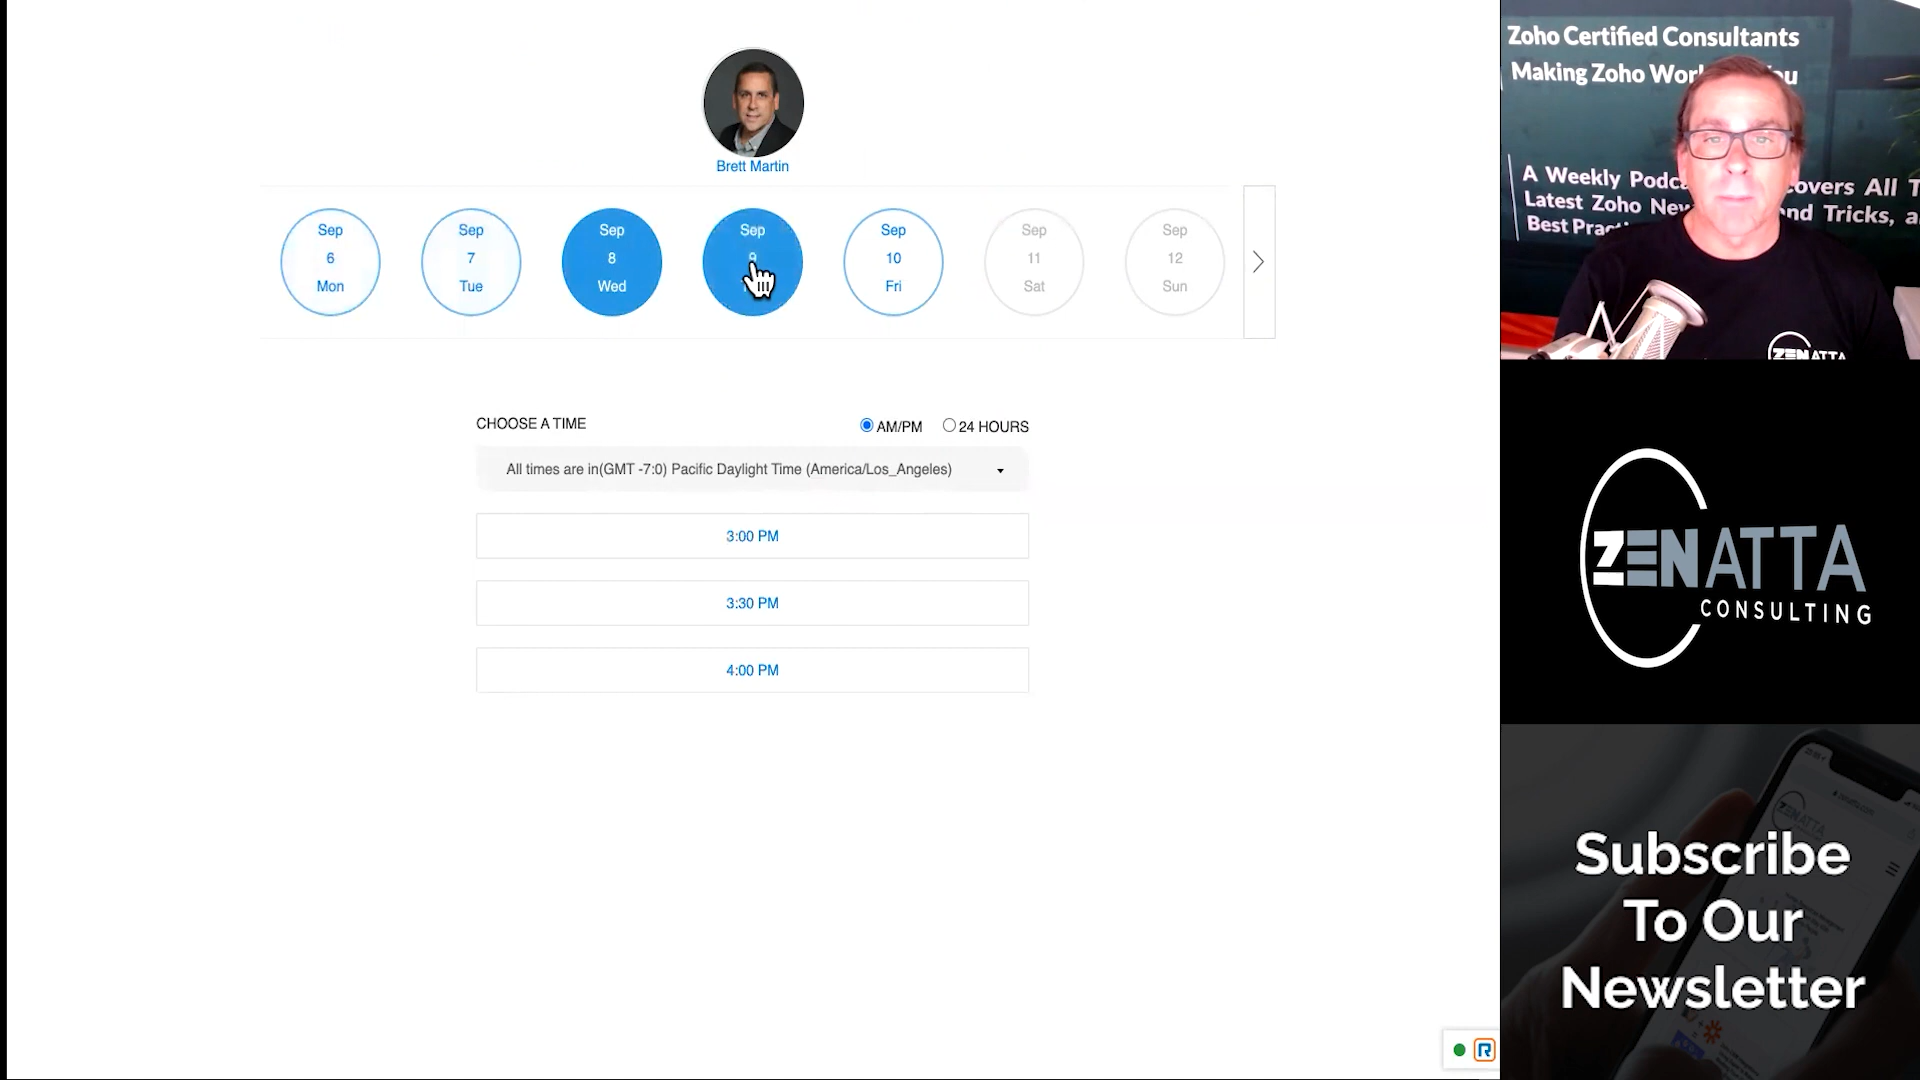 Brett Martin
Sep
6
Mon
Sep
7
Tue
Sep
8
Wed
Sep
9
Sep
10
Fri
Sep
11
Sat
Sep
12
Sun
CHOOSE A TIME
AM/PM
24 HOURS
All times are in(GMT -7:0) Pacific Daylight Time (America/Los_Angeles)
3:00 PM
3:30 PM
4:00 PM
Zoho Certified Consultants
Making Zoho
A Weekly
Latest Zoho
and Tricks,
Best
ZENATTA
ZENATTA
CONSULTING
Subscribe
To Our
Newsletter